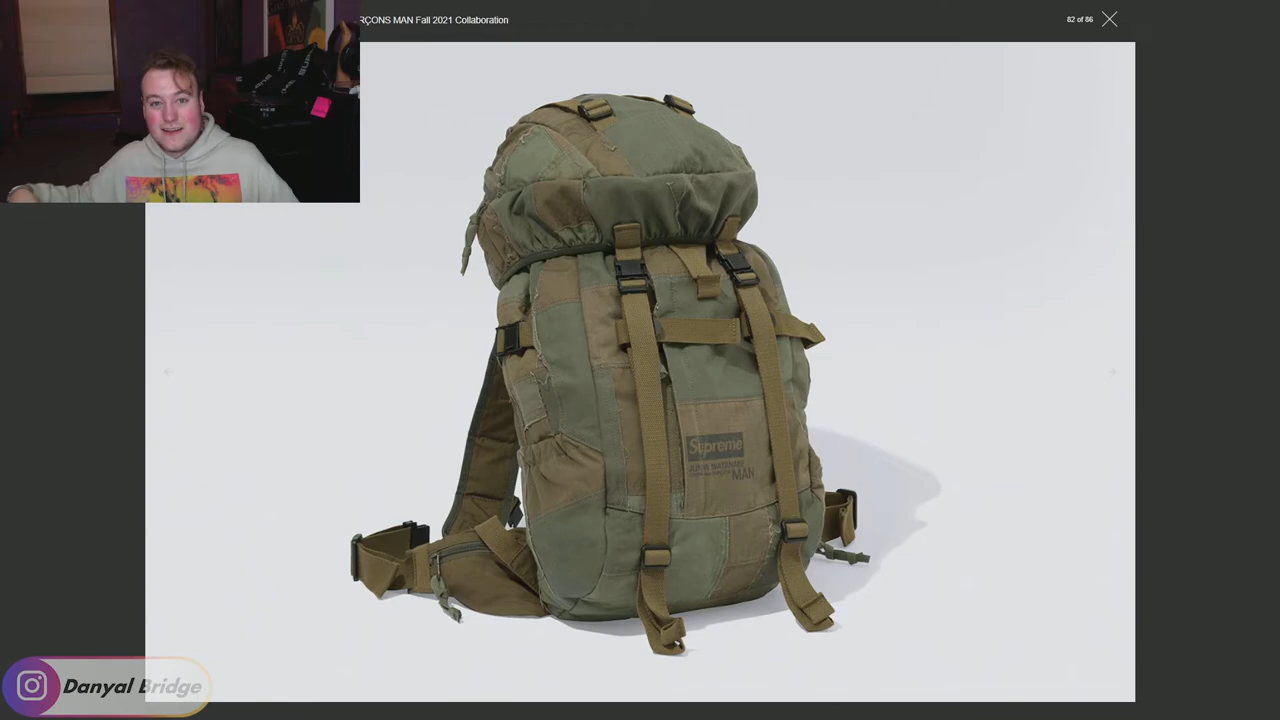 RÇONS MAN Fall 2021 Collaboration
82 of 86
Supreme
JUNYA WATANABE
MAN
Danyal Bridge